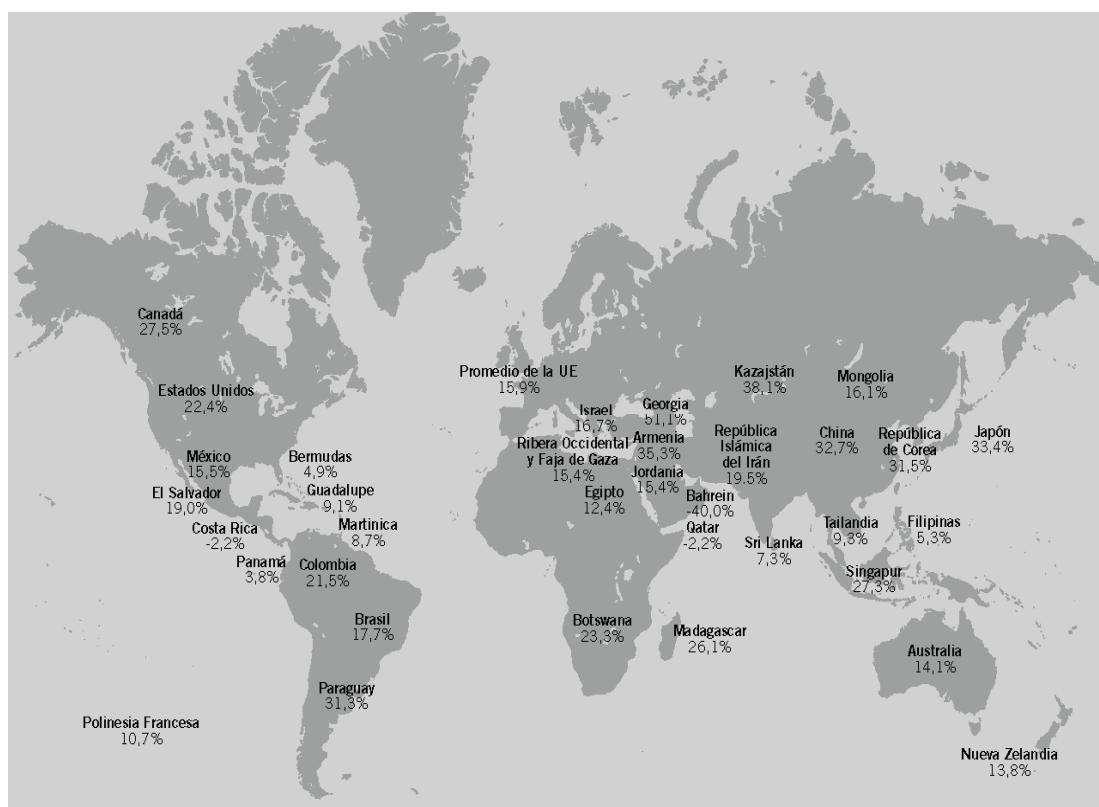 Canadá
27,5%
Estados Unidos
22,4%
México
15,5%
Bermudas
4,9%
El Salvador
19,0%
Guadalupe
9,1%
Costa Rica
-2,2%
Martinica
8,7%
Panamá
3,8%
Colombia
21,5%
Brasil
17,7%
Paraguay
31,3%
Polinesia Francesa
10,7%
Promedio de la UE
15,9%
Israel
16,7%
Georgia
51,1%
Ribera Occidental
y Faja de Gaza
15,4%
Armenia
35,3%
Jordania
15,4%
Egipto
12,4%
República
Islámica
del Irán
19.5%
Bahrein
-40,0%
Qatar
-2,2%
Kazajstán
38,1%
Mongolia
16,1%
China
32,7%
República
de Corea
31,5%
Japón
33,4%
Sri Lanka
7,3%
Tailandia
9,3%
Filipinas
5,3%
Singapur
27,3%
Botswana
23,3%
Madagascar
26,1%
Australia
14,1%
Nueva Zelandia
13,8%